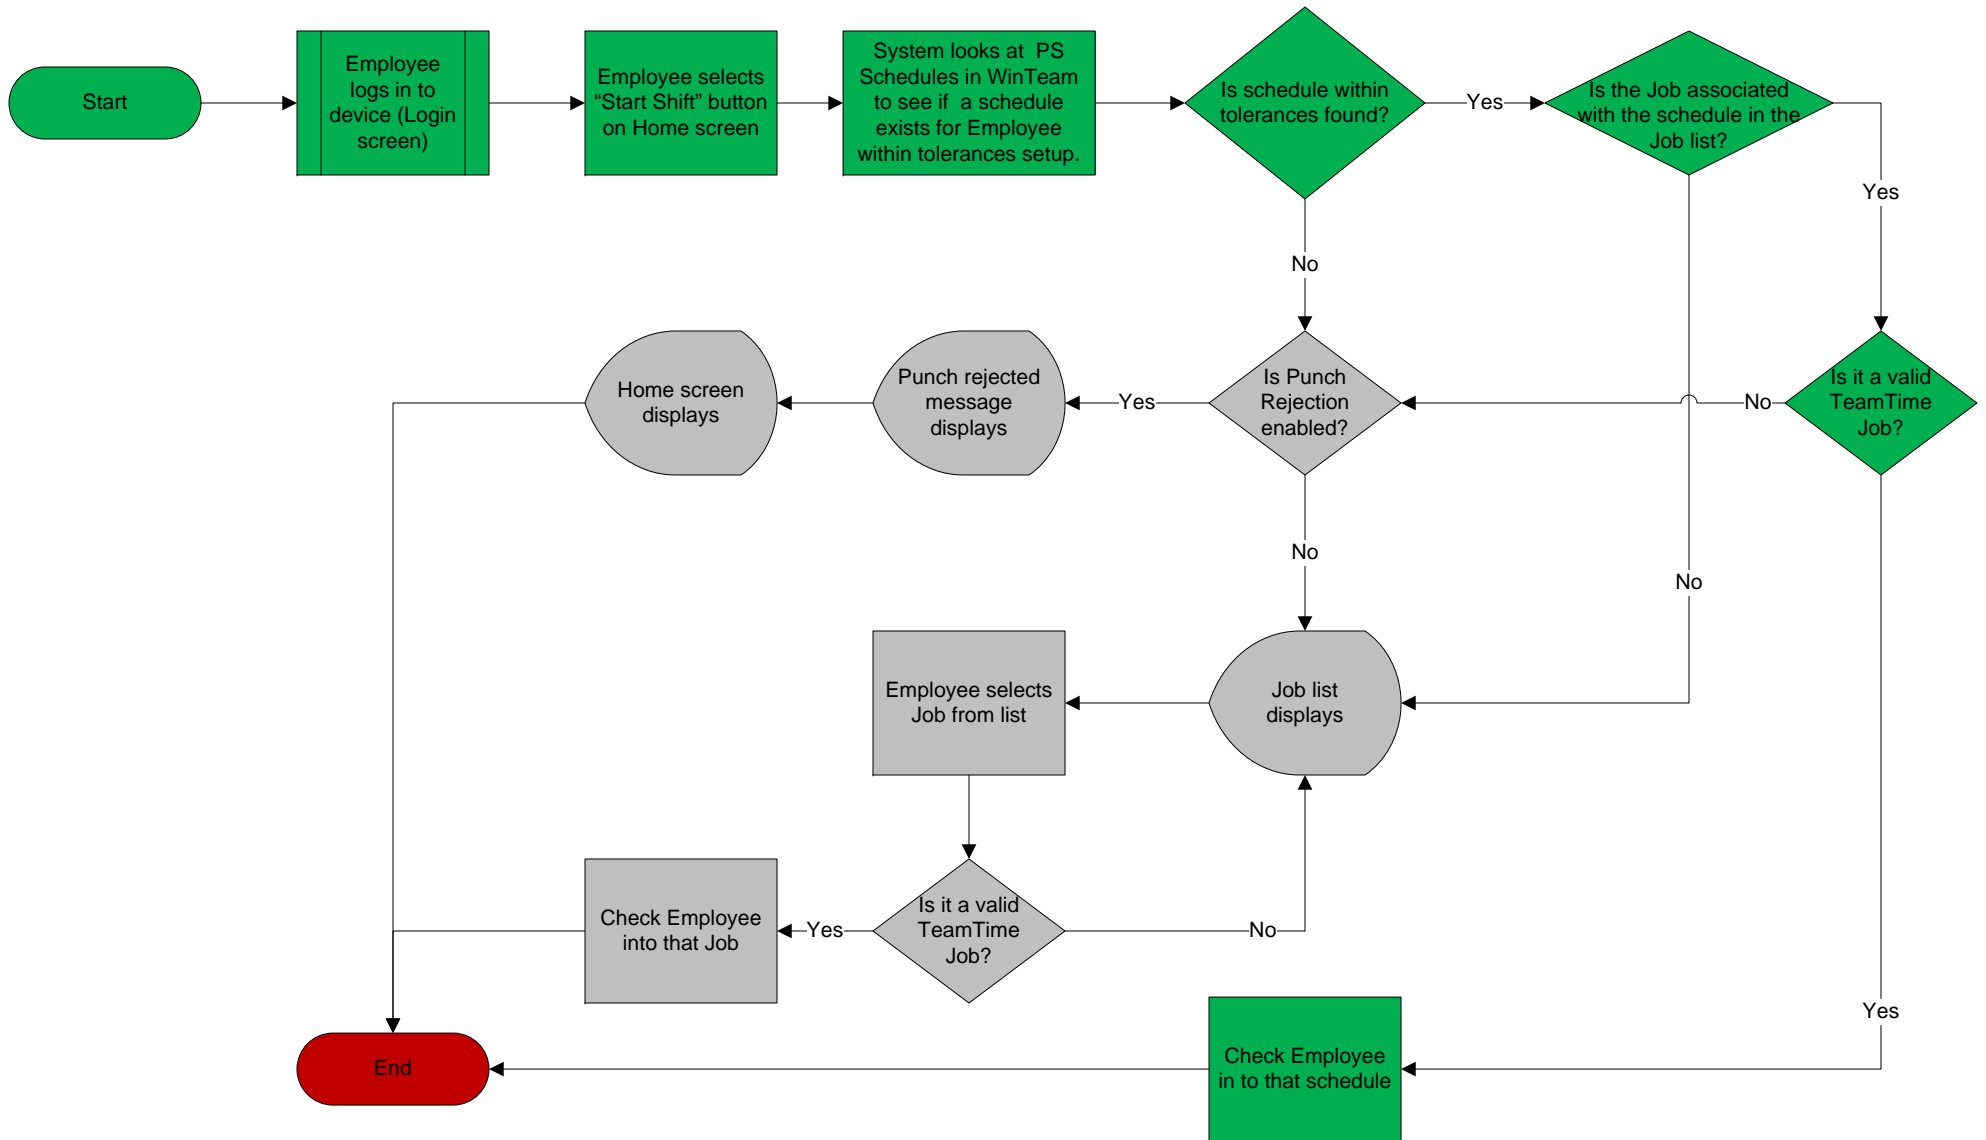 Start
Employee
logs in to
device (Login
screen)
Employee selects
“Start Shift” button
on Home screen
System looks at PS
Schedules in WinTeam
to see if a schedule
exists for Employee
within tolerances setup.
Is schedule within
tolerances found?
Yes
Is the Job associated
with the schedule in the
Job list?
Yes
No
Home screen
displays
Punch rejected
message
displays
Yes
Is Punch
Rejection
enabled?
No
Is it a valid
TeamTime
Job?
No
No
Employee selects
Job from list
Job list
displays
Check Employee
into that Job
Yes
Is it a valid
TeamTime
Job?
No
Yes
End
Check Employee
in to that schedule